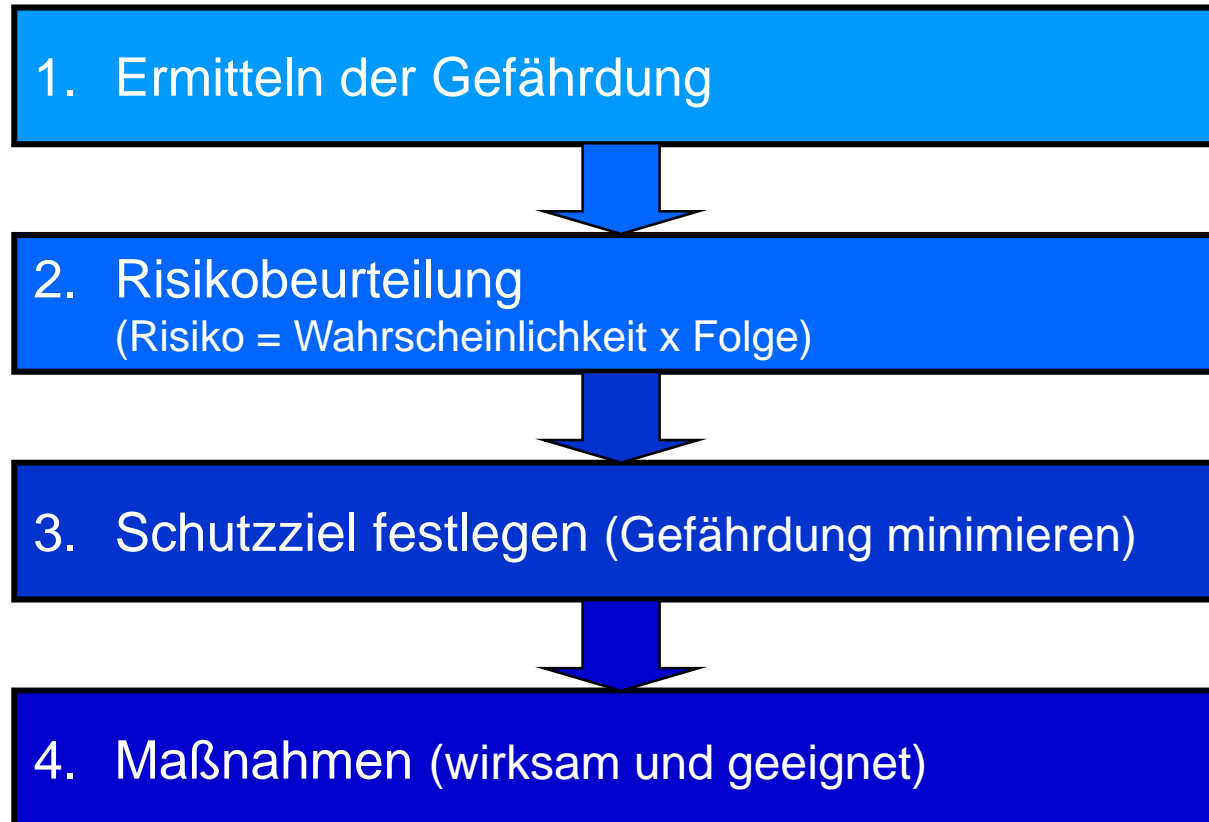 1. Ermitteln der Gefährdung
2. Risikobeurteilung
(Risiko = Wahrscheinlichkeit x Folge)
3. Schutzziel festlegen (Gefährdung minimieren)
4. Maßnahmen (wirksam und geeignet)